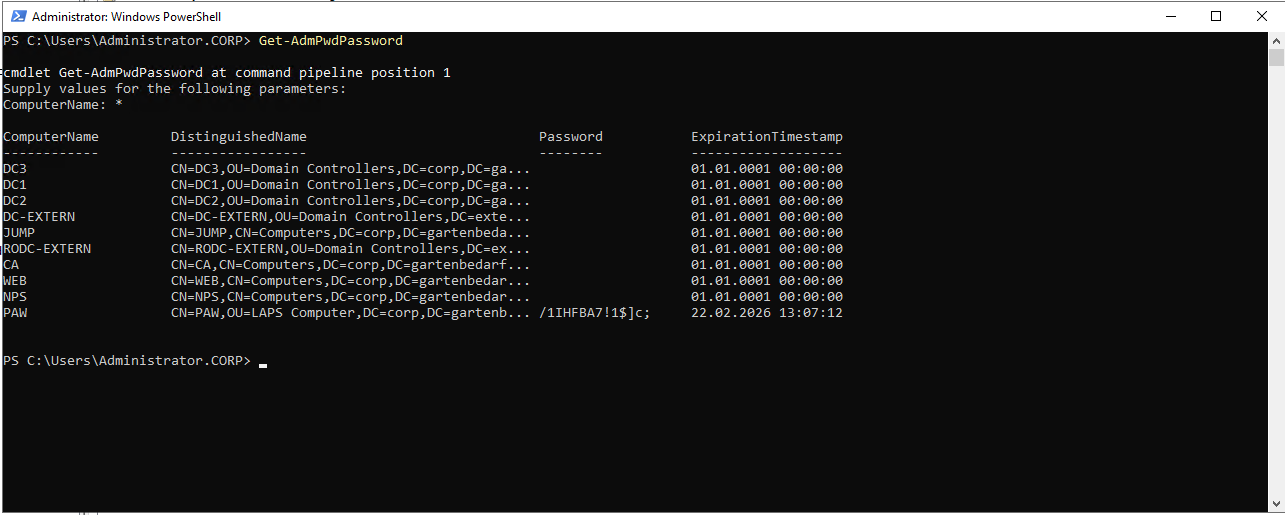 Administrator: Windows PowerShell
PS C:\Users\Administrator.CORP> Get-AdmPwdPassword
cmdlet Get-AdmPwdPassword at command pipeline position 1
Supply values for the following parameters:
ComputerName: *
ComputerName DistinguishedName Password ExpirationTimestamp
------------ ----------------- -------- -------------------
DC3 CN=DC3,OU=Domain Controllers,DC=corp,DC=ga... 01.01.0001 00:00:00
DC1 CN=DC1,OU=Domain Controllers,DC=corp,DC=ga... 01.01.0001 00:00:00
DC2 CN=DC2,OU=Domain Controllers,DC=corp,DC=ga... 01.01.0001 00:00:00
DC-EXTERN CN=DC-EXTERN,OU=Domain Controllers,DC=exte... 01.01.0001 00:00:00
JUMP CN=JUMP,CN=Computers,DC=corp,DC=gartenbeda... 01.01.0001 00:00:00
RODC-EXTERN CN=RODC-EXTERN,OU=Domain Controllers,DC=ex... 01.01.0001 00:00:00
CA CN=CA,CN=Computers,DC=corp,DC=gartenbedarf... 01.01.0001 00:00:00
WEB CN=WEB,CN=Computers,DC=corp,DC=gartenbedar... 01.01.0001 00:00:00
NPS CN=NPS,CN=Computers,DC=corp,DC=gartenbedar... 01.01.0001 00:00:00
PAW CN=PAW,OU=LAPS Computer,DC=corp,DC=gartenb... /1IHFBA7!1$]c; 22.02.2026 13:07:12
PS C:\Users\Administrator.CORP>